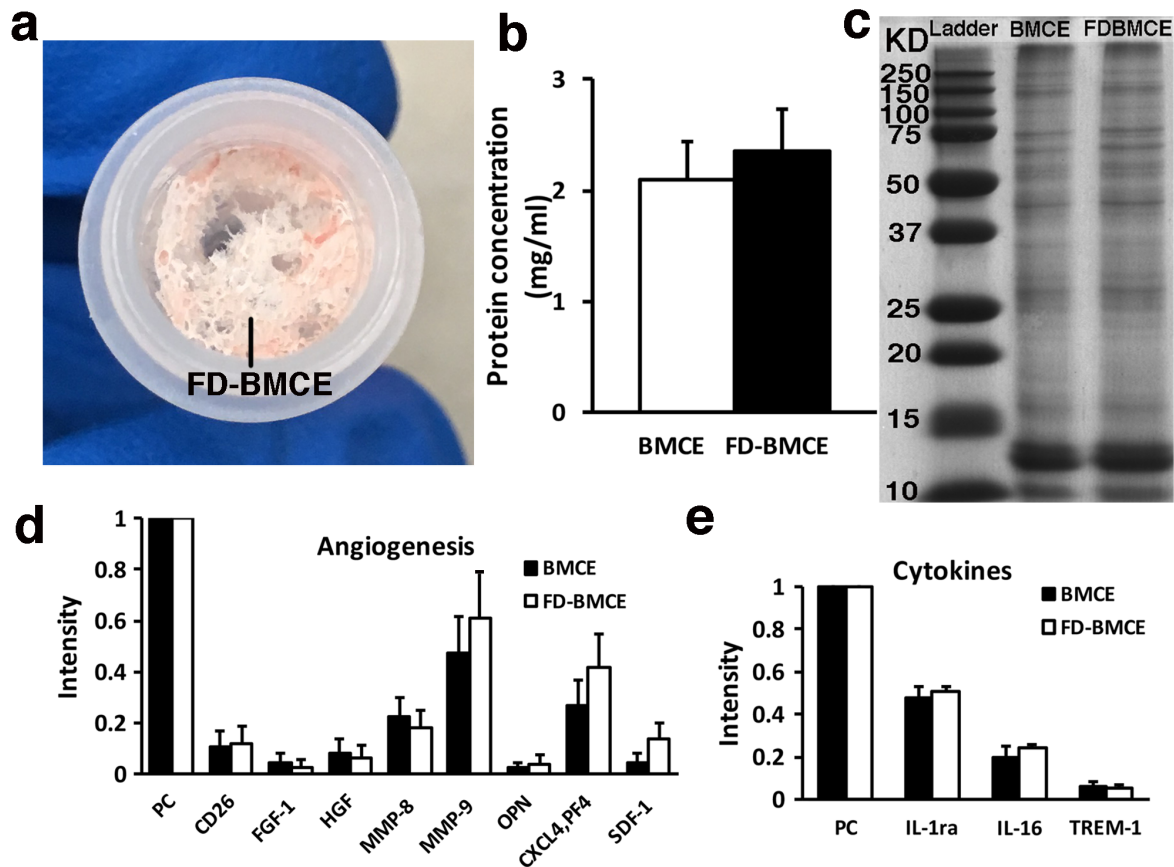 a
FD-BMCE
b
Protein concentration
(mg/ml)
3
2
1
0
BMCE FD-BMCE
c
KD Ladder BMCE FDBMCE
250
150
100
75
50
37
25
20
15
10
d
Angiogenesis
BMCE
FD-BMCE
Intensity
1
0.8
0.6
0.4
0.2
0
PC CD26 FGF-1 HGF MMP-8 MMP-9 OPN CXCL4,PF4 SDF-1
e
Cytokines
BMCE
FD-BMCE
Intensity
1
0.8
0.6
0.4
0.2
0
PC IL-1ra IL-16 TREM-1